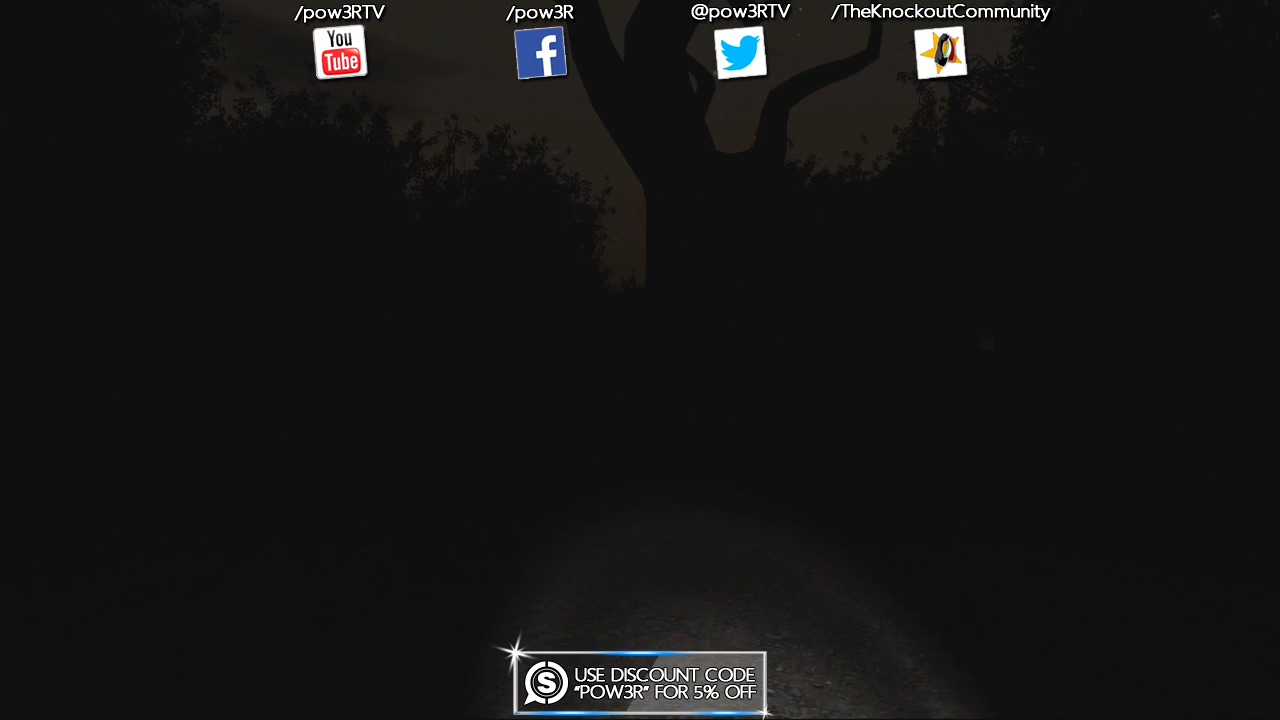 /pow3RTV
/pow3R
@pow3RTV
/TheKnockoutCommunity
You
Tube
f
S
USE DISCOUNT CODE
"POW3R" FOR 5% OFF